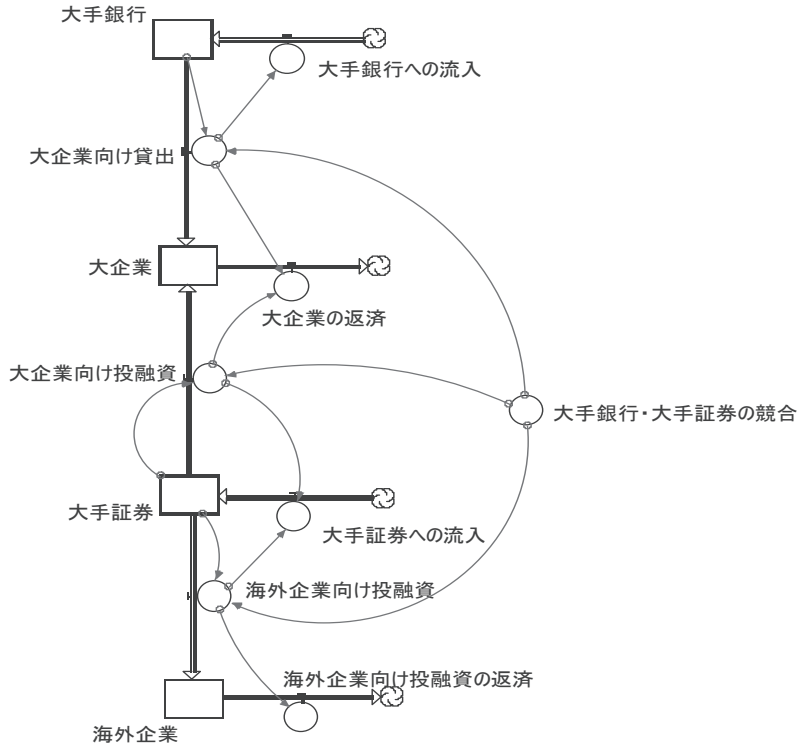 大手銀行
大手銀行への流入
大企業向け貸出
大企業
大企業の返済
大企業向け投融資
大手銀行・大手証券の競合
大手証券
大手証券への流入
海外企業向け投融資
海外企業向け投融資の返済
海外企業